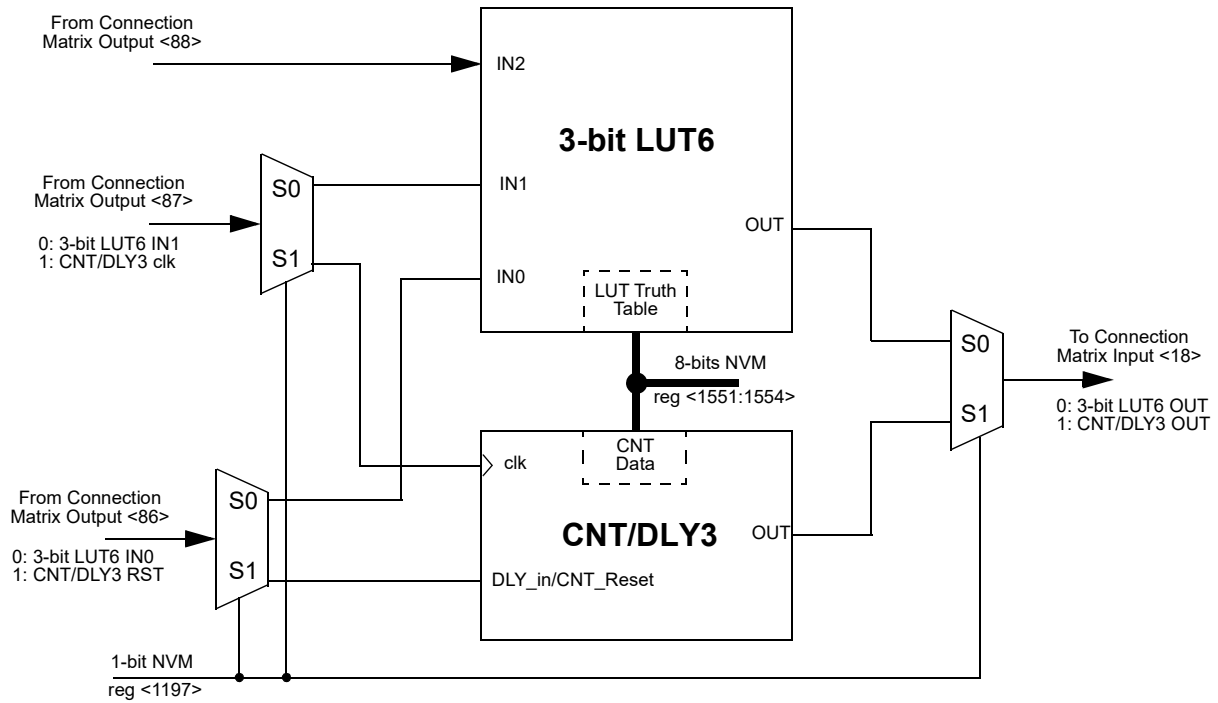 From Connection
Matrix Output <88>
IN2
3-bit LUT6
From Connection
Matrix Output <87>
S0
IN1
0: 3-bit LUT6 IN1
1: CNT/DLY3 clk
S1
OUT
IN0
LUT Truth
Table
8-bits NVM
reg <1551:1554>
S0
To Connection
Matrix Input <18>
S1
0: 3-bit LUT6 OUT
1: CNT/DLY3 OUT
CNT
Data
clk
From Connection
Matrix Output <86>
S0
CNT/DLY3
OUT
0: 3-bit LUT6 IN0
1: CNT/DLY3 RST
S1
DLY_in/CNT_Reset
1-bit NVM
reg <1197>